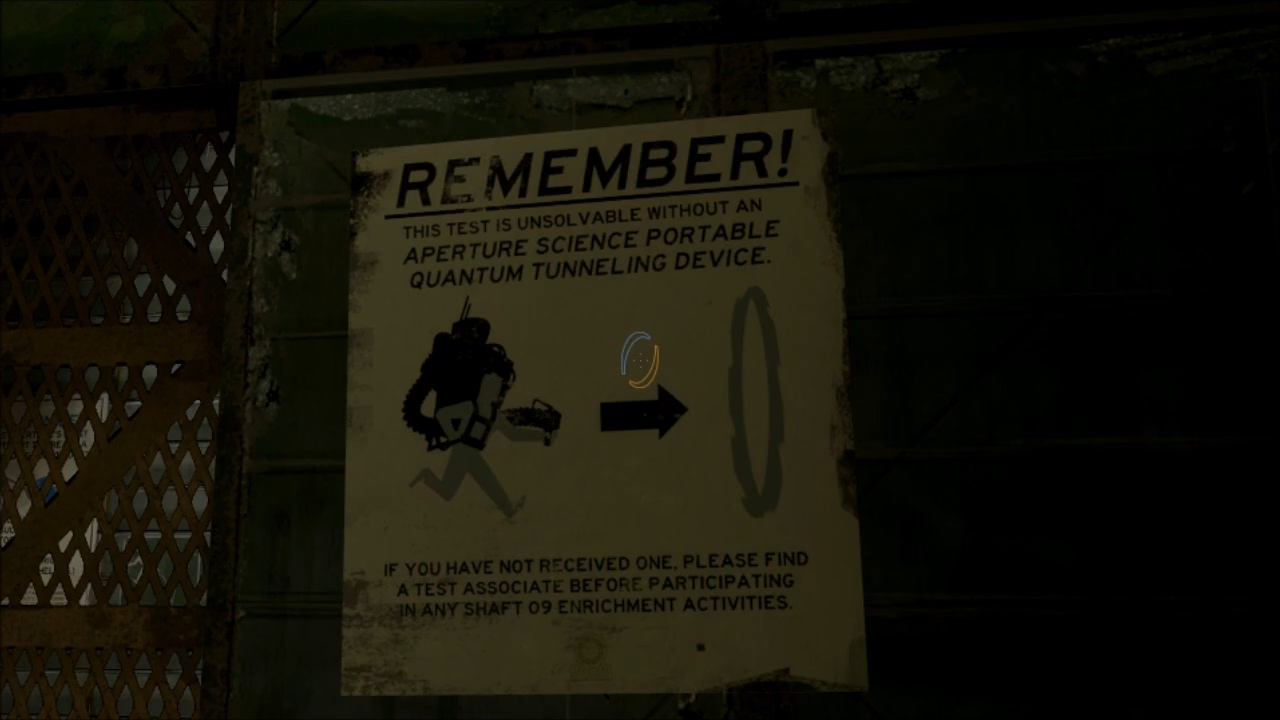 REMEMBER!
THIS TEST IS UNSOLVABLE WITHOUT AN
APERTURE SCIENCE PORTABLE
QUANTUM TUNNELING DEVICE.
IF YOU HAVE NOT RECEIVED ONE, PLEASE FIND
A TEST ASSOCIATE BEFORE PARTICIPATING
IN ANY SHAFT 09 ENRICHMENT ACTIVITIES.